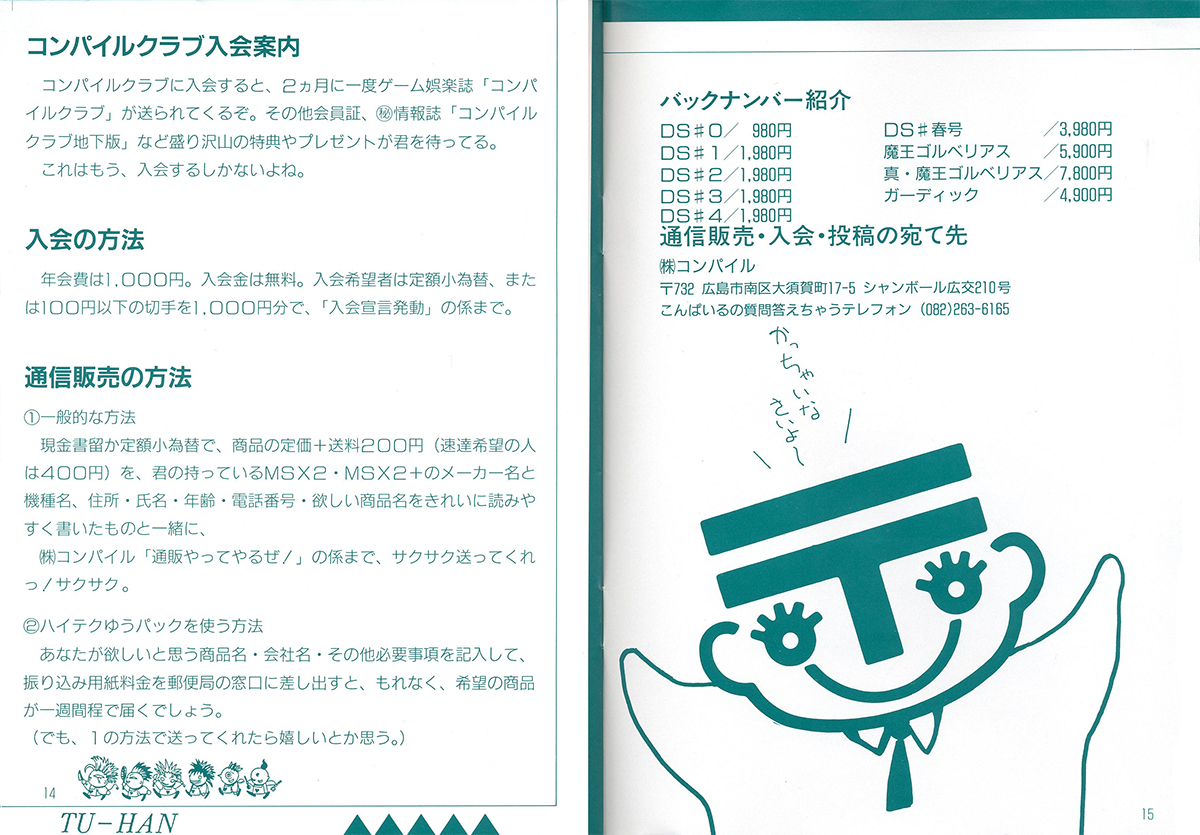 コンパイルクラブ入会案内
コンパイルクラブに入会すると、2ヵ月に一度ゲーム娯楽誌「コンパ
イルクラブ」が送られてくるぞ。その他会員証、㊙情報誌「コンパイル
クラブ地下版」など盛り沢山の特典やプレゼントが君を待ってる。
これはもう、入会するしかないよね。
入会の方法
年会費は1,000円。入会金は無料。入会希望者は定額小為替、また
は100円以下の切手を1,000円分で、「入会宣言発動」の係まで。
通信販売の方法
①一般的な方法
現金書留か定額小為替で、商品の定価+送料200円(速達希望の人
は400円)を、君の持っているMSX2・MSX2+のメーカー名と
機種名、住所・氏名・年齢・電話番号・欲しい商品名をきれいに読みや
すく書いたものと一緒に、
㈱コンパイル「通販やってやるぜ!」の係まで、サクサク送ってくれ
っ!サクサク。
②ハイテクゆうパックを使う方法
あなたが欲しいと思う商品名・会社名・その他必要事項を記入して、
振り込み用紙料金を郵便局の窓口に差し出すと、もれなく、希望の商品
が一週間程で届くでしょう。
(でも、1の方法で送ってくれたら嬉しいとか思う。)
14
TU-HAN
バックナンバー紹介
DS♯0/ 980円
DS♯1/1,980円
DS♯2/1,980円
DS♯3/1,980円
DS♯4/1,980円
DS♯春号 /3,980円
魔王ゴルベリアス /5,900円
真・魔王ゴルベリアス/7,800円
ガーディック /4,900円
通信販売・入会・投稿の宛て先
㈱コンパイル
〒732 広島市南区大須賀町17-5 シャンボール広交210号
こんぱいるの質問答えちゃうテレフォン (082)263-6165
かっちゃいな
さいよー
15